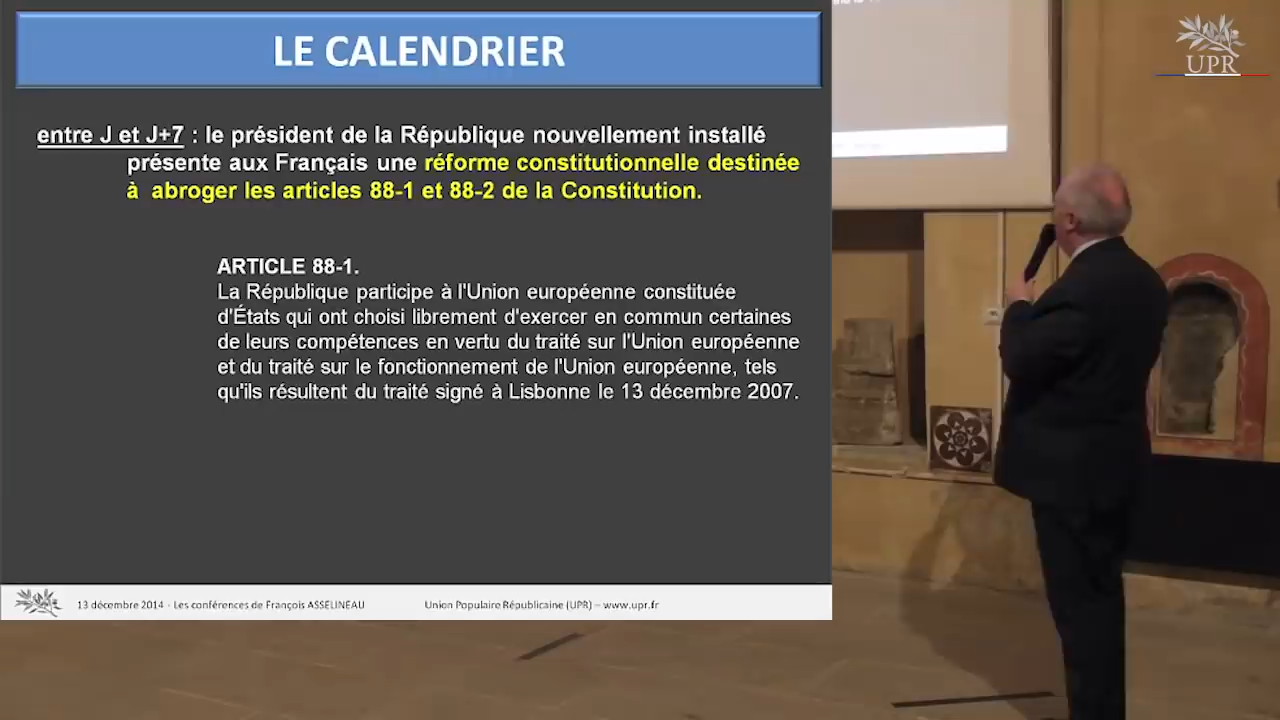 LE CALENDRIER
entre J et J+7 : le président de la République nouvellement installé
présente aux Français une réforme constitutionnelle destinée
à abroger les articles 88-1 et 88-2 de la Constitution.
ARTICLE 88-1.
La République participe à l'Union européenne constituée
d'États qui ont choisi librement d'exercer en commun certaines
de leurs compétences en vertu du traité sur l'Union européenne
et du traité sur le fonctionnement de l'Union européenne, tels
qu'ils résultent du traité signé à Lisbonne le 13 décembre 2007.
13 décembre 2014 - Les conférences de François ASSELINEAU
Union Populaire Républicaine (UPR) – www.upr.fr
UPR